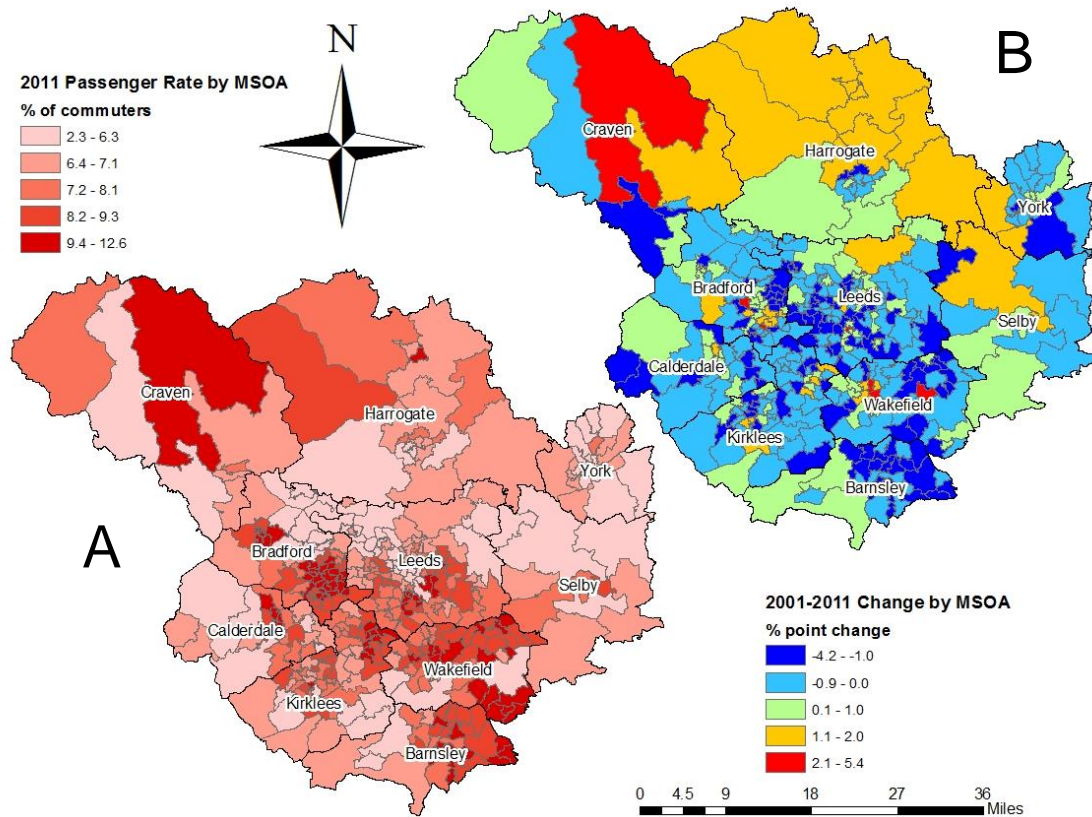 N
B
2011 Passenger Rate by MSOA
% of commuters
2.3 - 6.3
6.4 - 7.1
7.2 - 8.1
8.2 - 9.3
9.4 - 12.6
Craven
Harrogate
York
Bradford
Leeds
Selby
Calderdale
Wakefield
Kirklees
Barnsley
A
Craven
Harrogate
York
Bradford
Leeds
Selby
Calderdale
Wakefield
Kirklees
Barnsley
2001-2011 Change by MSOA
% point change
-4.2 - -1.0
-0.9 - 0.0
0.1 - 1.0
1.1 - 2.0
2.1 - 5.4
0 4.5 9 18 27 36
Miles